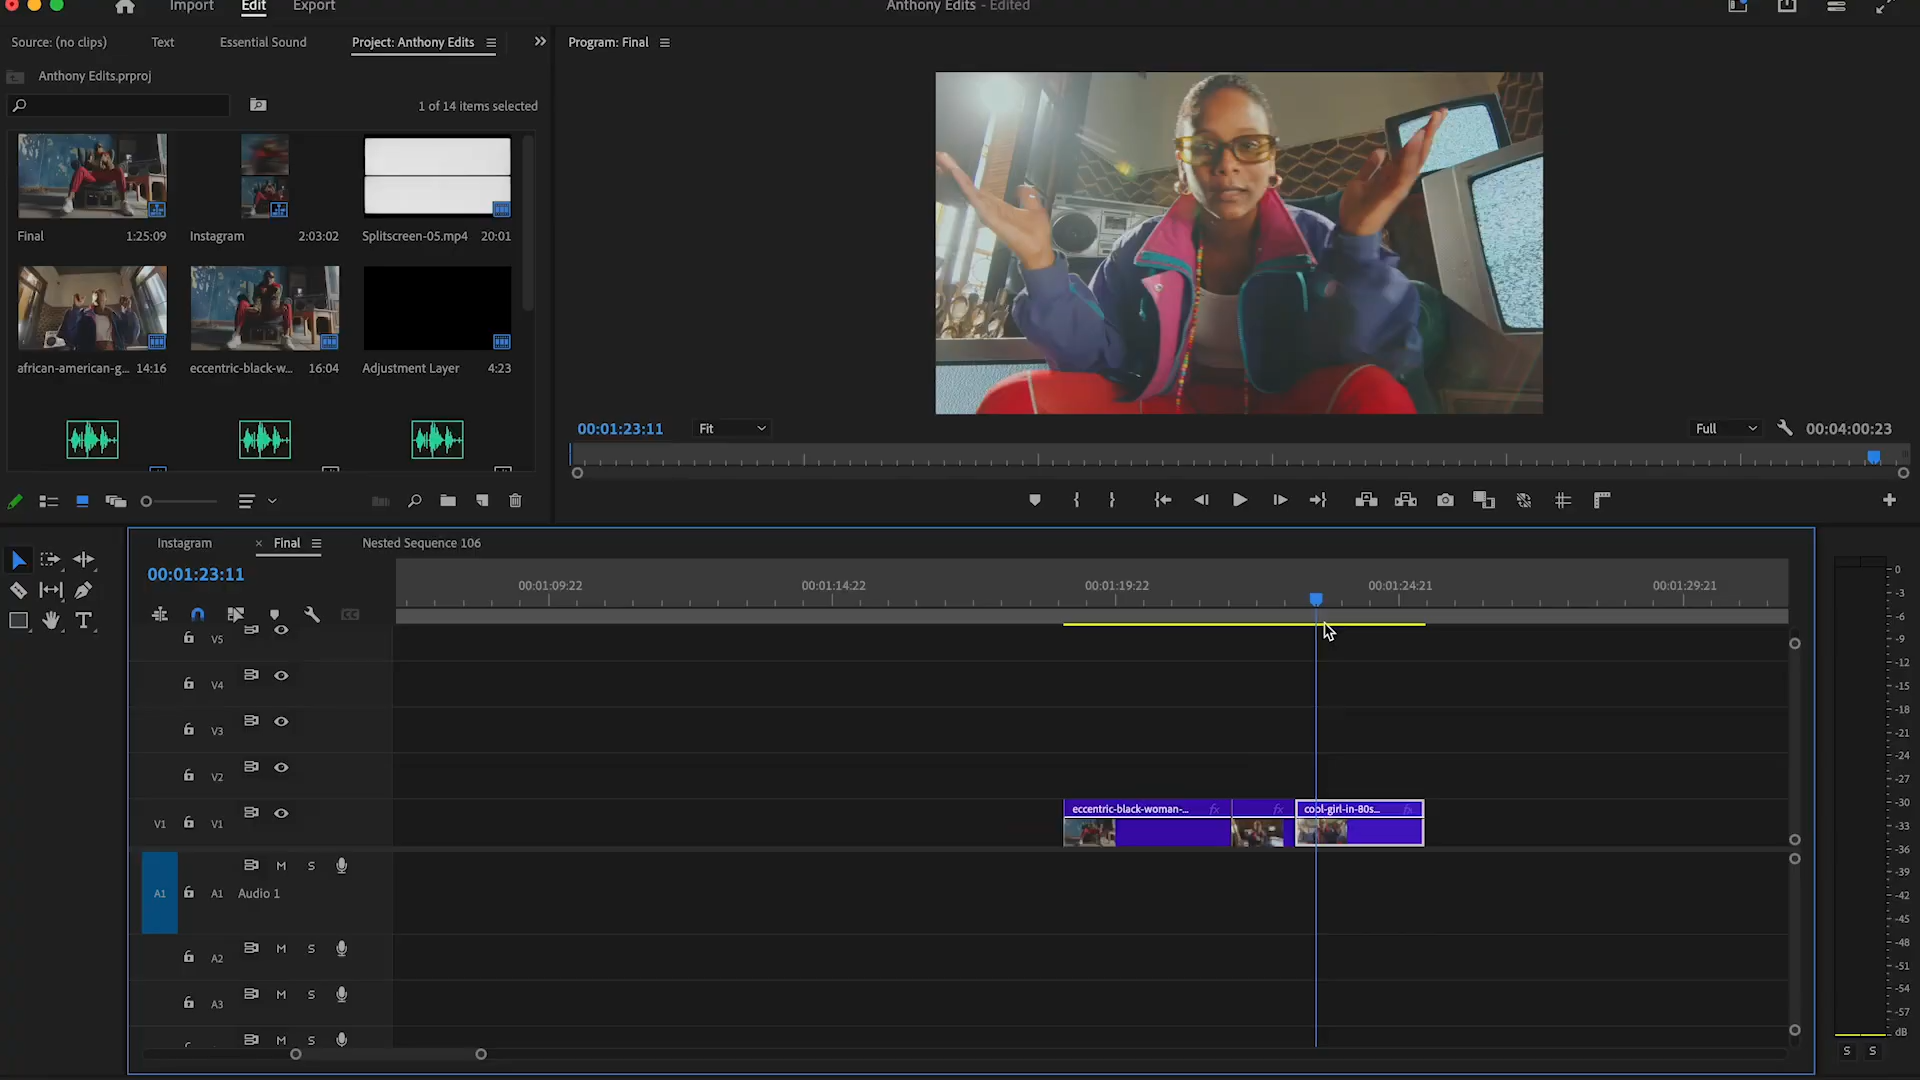 Import
Edit
Export
Anthony Edits - Edited
Source: (no clips)
Text
Essential Sound
Project: Anthony Edits
Program: Final
Anthony Edits.prproj
1 of 14 items selected
Final
1:25:09
Instagram
2:03:02
Splitscreen-05.mp4
20:01
african-american-g...
14:16
eccentric-black-w...
16:04
Adjustment Layer
4:23
00:01:23:11
Fit
Full
00:04:00:23
Instagram
× Final
Nested Sequence 106
00:01:23:11
00:01:09:22
00:01:14:22
00:01:19:22
00:01:24:21
00:01:29:21
CC
V5
V4
V3
V2
V1
V1
eccentric-black-woman-...
fx
fx
cool-girl-in-80s...
fx
A1
A1
M
S
Audio 1
A2
M
S
A3
M
S
M
S
0
-3
-6
-9
-12
-15
-18
-21
-24
-27
-30
-33
-36
-39
-42
-45
-48
-51
-54
-57
dB
S
S